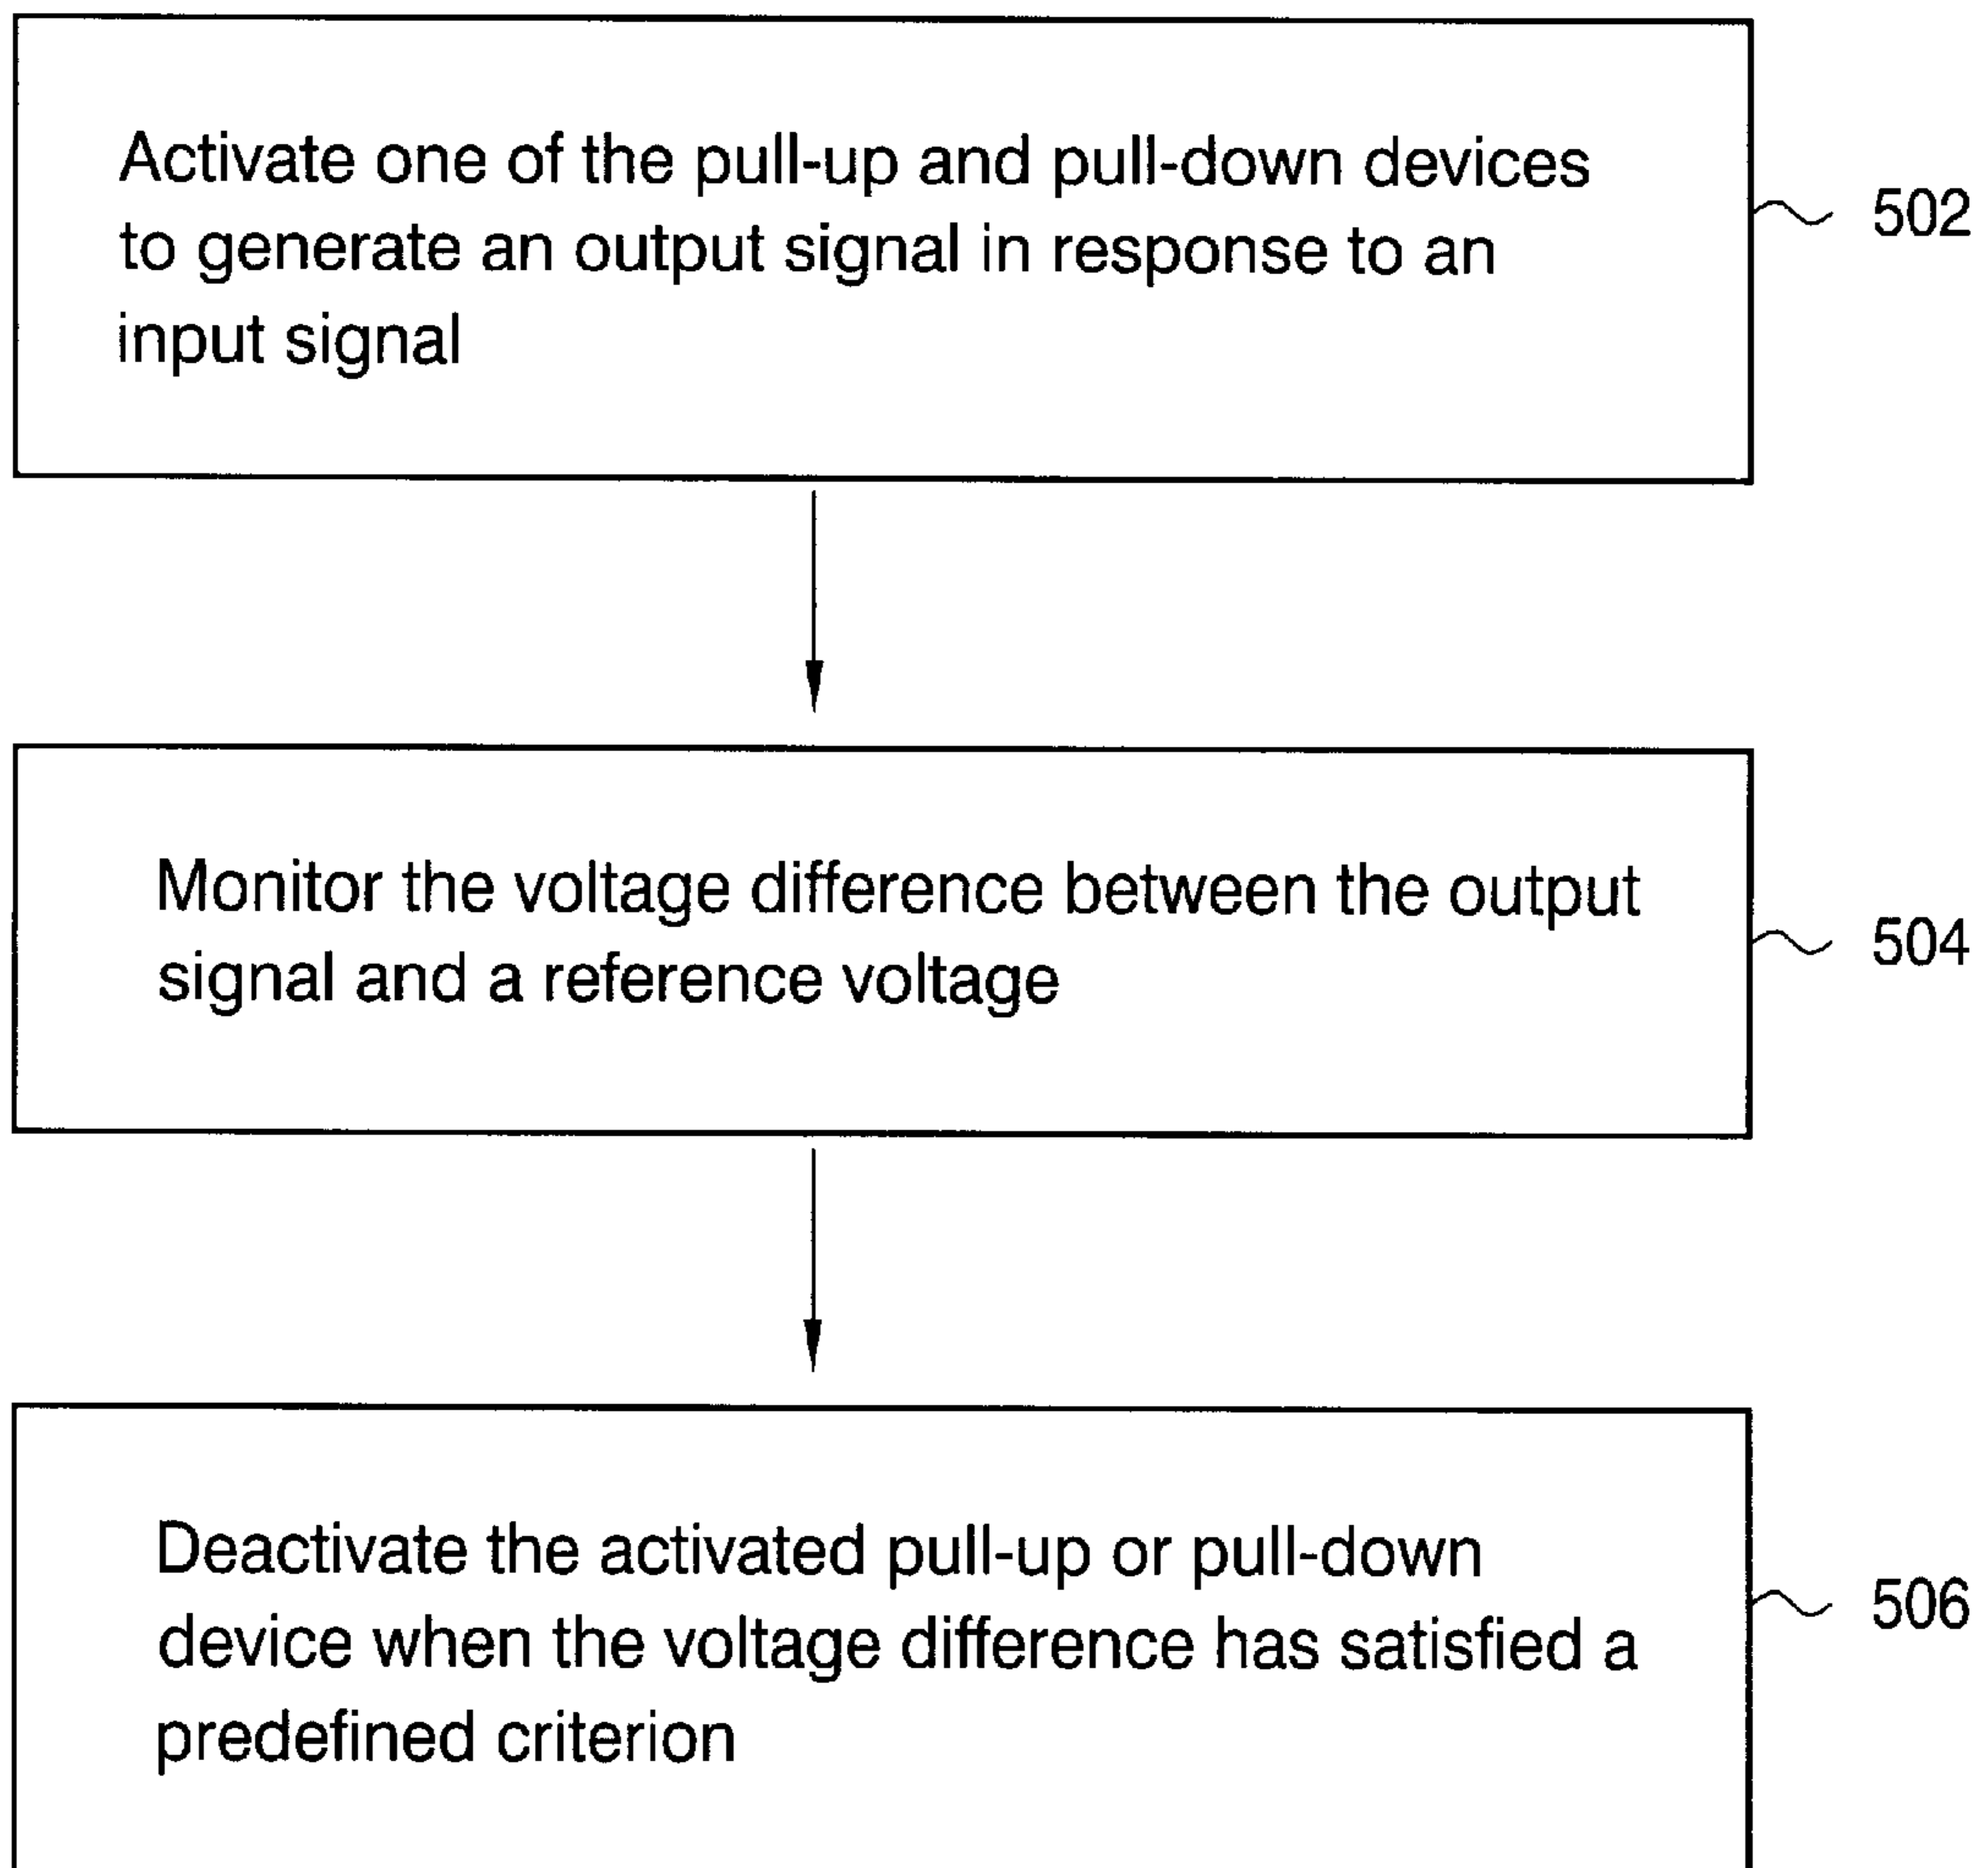 Activate one of the pull-up and pull-down devices
to generate an output signal in response to an
input signal
502
Monitor the voltage difference between the output
signal and a reference voltage
504
Deactivate the activated pull-up or pull-down
device when the voltage difference has satisfied a
predefined criterion
506